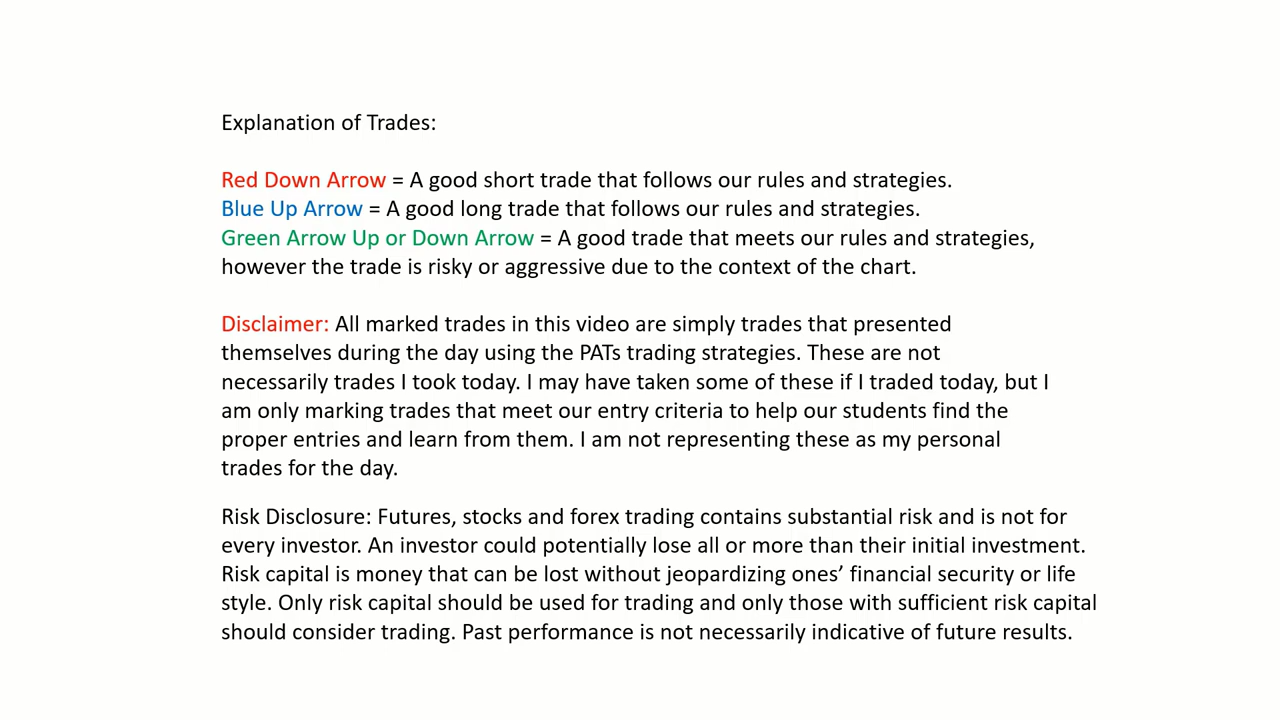 Explanation of Trades:
Red Down Arrow = A good short trade that follows our rules and strategies.
Blue Up Arrow = A good long trade that follows our rules and strategies.
Green Arrow Up or Down Arrow = A good trade that meets our rules and strategies,
however the trade is risky or aggressive due to the context of the chart.
Disclaimer: All marked trades in this video are simply trades that presented
themselves during the day using the PATs trading strategies. These are not
necessarily trades I took today. I may have taken some of these if I traded today, but I
am only marking trades that meet our entry criteria to help our students find the
proper entries and learn from them. I am not representing these as my personal
trades for the day.
Risk Disclosure: Futures, stocks and forex trading contains substantial risk and is not for
every investor. An investor could potentially lose all or more than their initial investment.
Risk capital is money that can be lost without jeopardizing ones’ financial security or life
style. Only risk capital should be used for trading and only those with sufficient risk capital
should consider trading. Past performance is not necessarily indicative of future results.